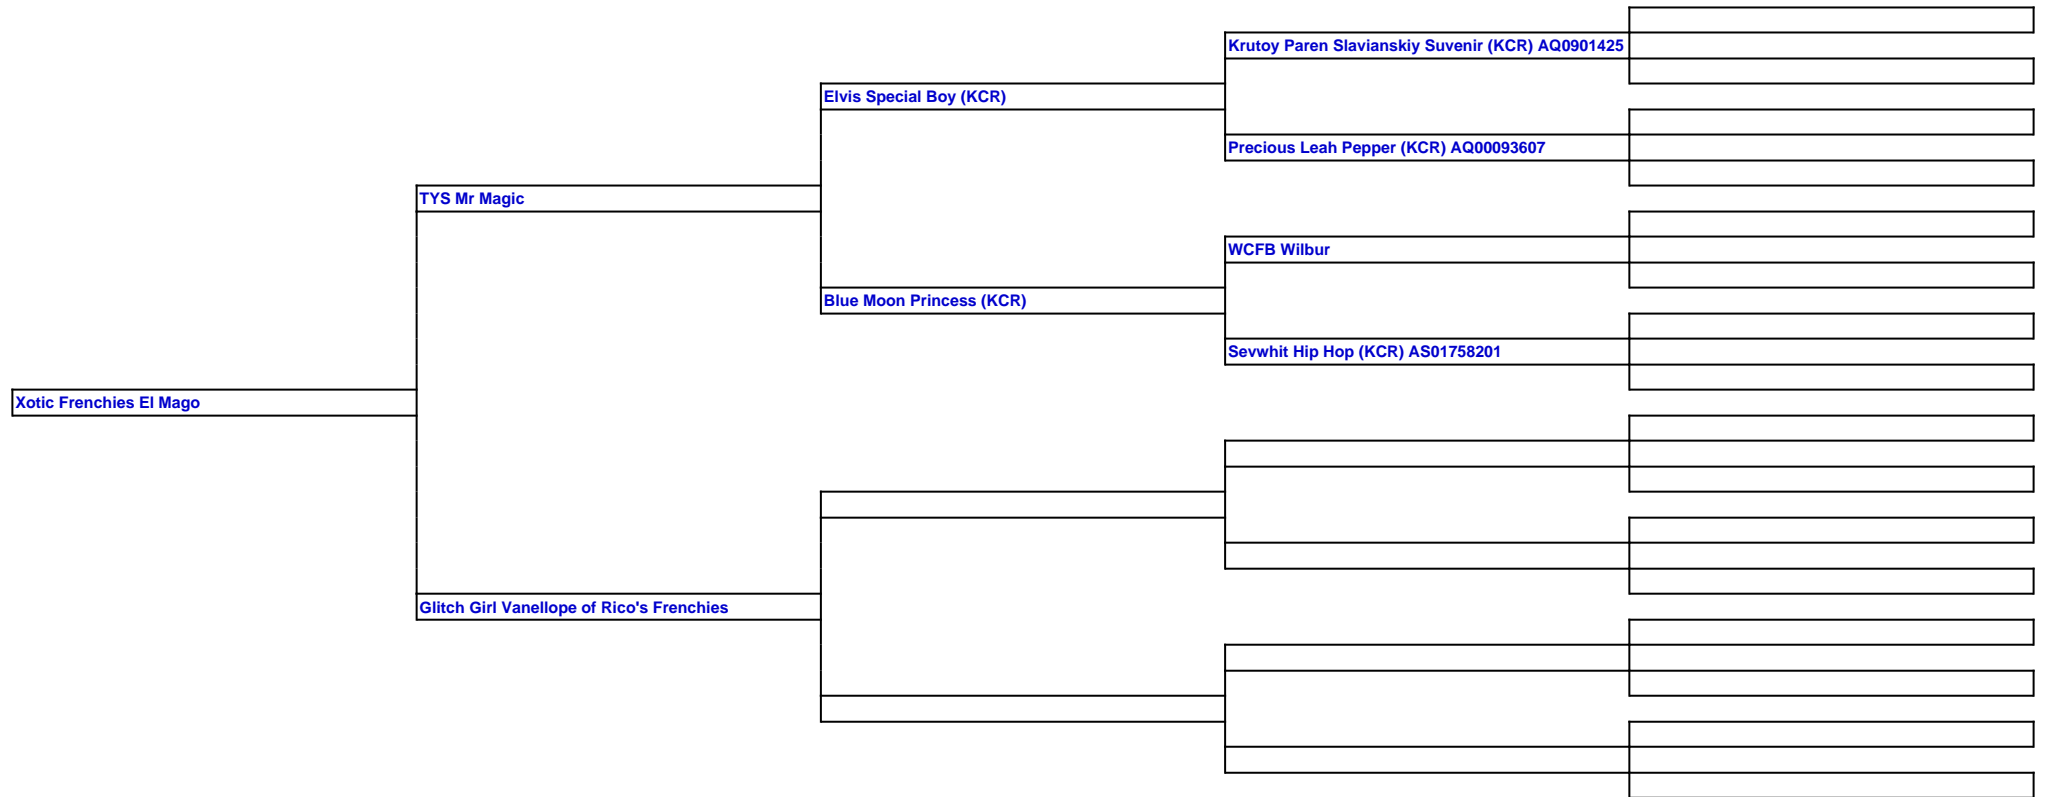 Krutoy Paren Slavianskiy Suvenir (KCR) AQ0901425
Elvis Special Boy (KCR)
Precious Leah Pepper (KCR) AQ00093607
TYS Mr Magic
WCFB Wilbur
Blue Moon Princess (KCR)
Sevwhit Hip Hop (KCR) AS01758201
Xotic Frenchies El Mago
Glitch Girl Vanellope of Rico's Frenchies